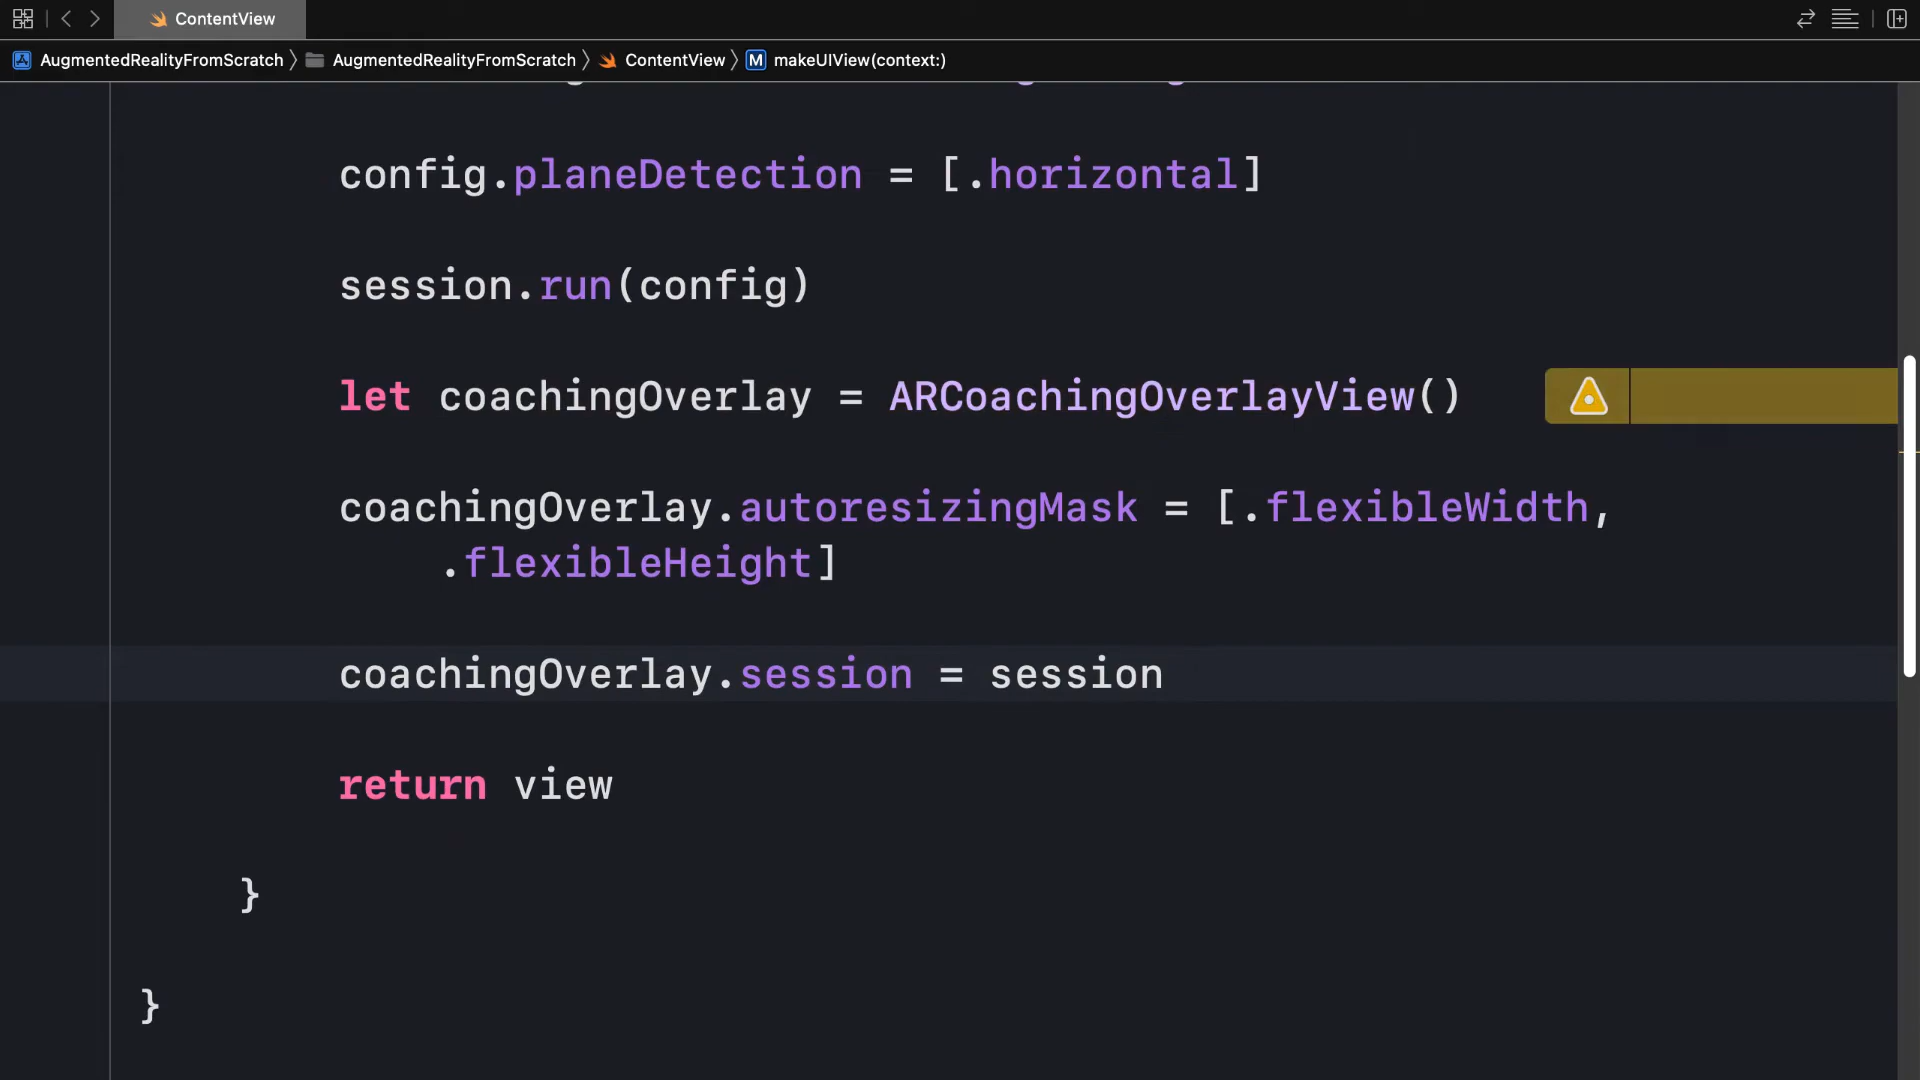 ContentView
AugmentedRealityFromScratch AugmentedRealityFromScratch ContentView M makeUIView(context:)
config.planeDetection = [.horizontal]
session.run(config)
let coachingOverlay = ARCoachingOverlayView()
coachingOverlay.autoresizingMask = [.flexibleWidth,
.flexibleHeight]
coachingOverlay.session = session
return view
}
}